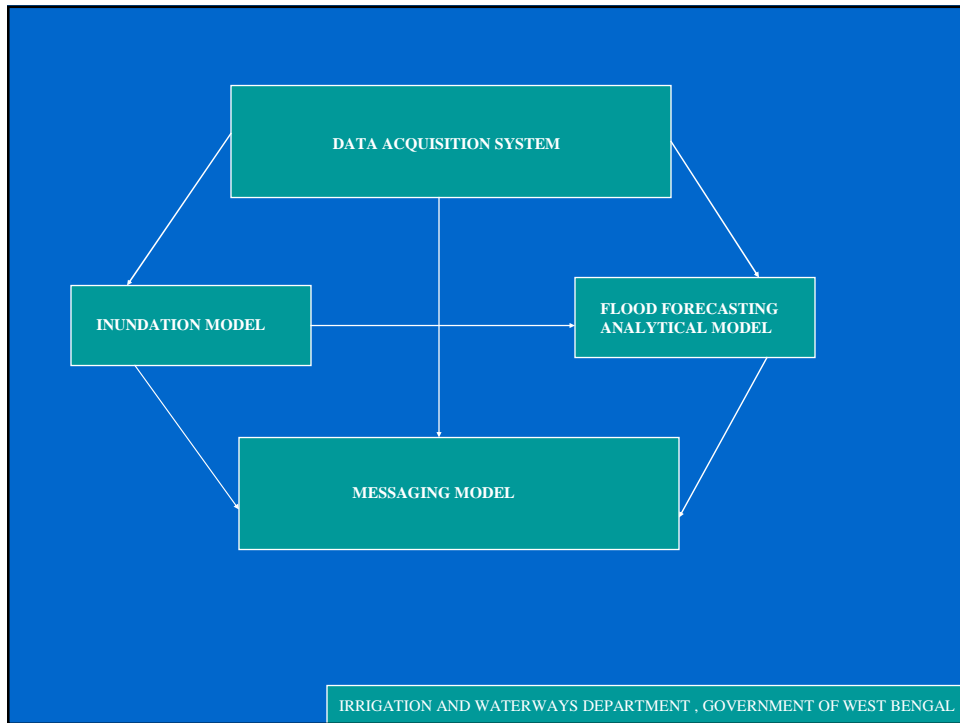 DATA ACQUISITION SYSTEM
INUNDATION MODEL
FLOOD FORECASTING
ANALYTICAL MODEL
MESSAGING MODEL
IRRIGATION AND WATERWAYS DEPARTMENT , GOVERNMENT OF WEST BENGAL